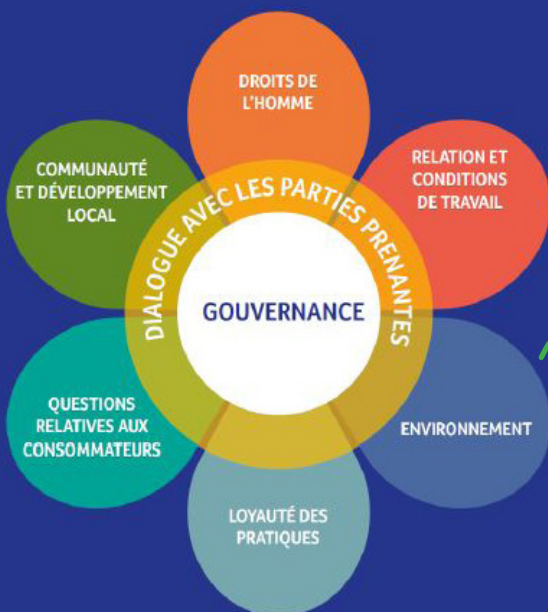 DROITS DE
L'HOMME
RELATION ET
CONDITIONS
DE TRAVAIL
COMMUNAUTÉ
ET DÉVELOPPEMENT
LOCAL
DIALOGUE AVEC LES PARTIES PRENANTES
GOUVERNANCE
QUESTIONS
RELATIVES AUX
CONSOMMATEURS
ENVIRONNEMENT
LOYAUTÉ DES
PRATIQUES